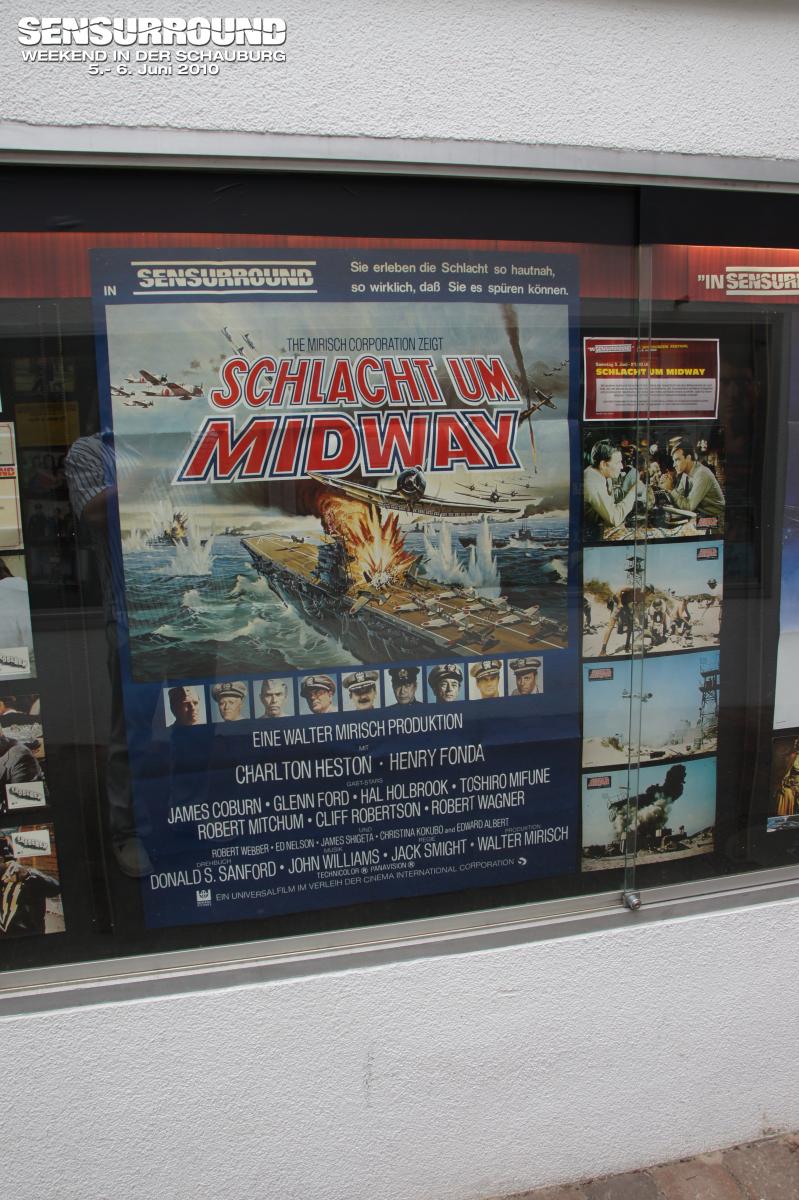 SENSURROUND
WEEKEND IN DER SCHAUBURG
5.- 6. Juni 2010
IN SENSURROUND
Sie erleben die Schlacht so hautnah,
so wirklich, daß Sie es spüren können.
THE MIRISCH CORPORATION ZEIGT
SCHLACHT UM
MIDWAY
EINE WALTER MIRISCH PRODUKTION
MIT
CHARLTON HESTON • HENRY FONDA
GAST-STARS
JAMES COBURN • GLENN FORD • HAL HOLBROOK • TOSHIRO MIFUNE
ROBERT MITCHUM • CLIFF ROBERTSON • ROBERT WAGNER
UND
ROBERT WEBBER • ED NELSON • JAMES SHIGETA • CHRISTINA KOKUBO and EDWARD ALBERT
DREHBUCH MUSIK REGIE PRODUKTION
DONALD S. SANFORD • JOHN WILLIAMS • JACK SMIGHT • WALTER MIRISCH
TECHNICOLOR ® PANAVISION ®
EIN UNIVERSALFILM IM VERLEIH DER CINEMA INTERNATIONAL CORPORATION
"IN SENSURR
SCHLACHT UM MIDWAY